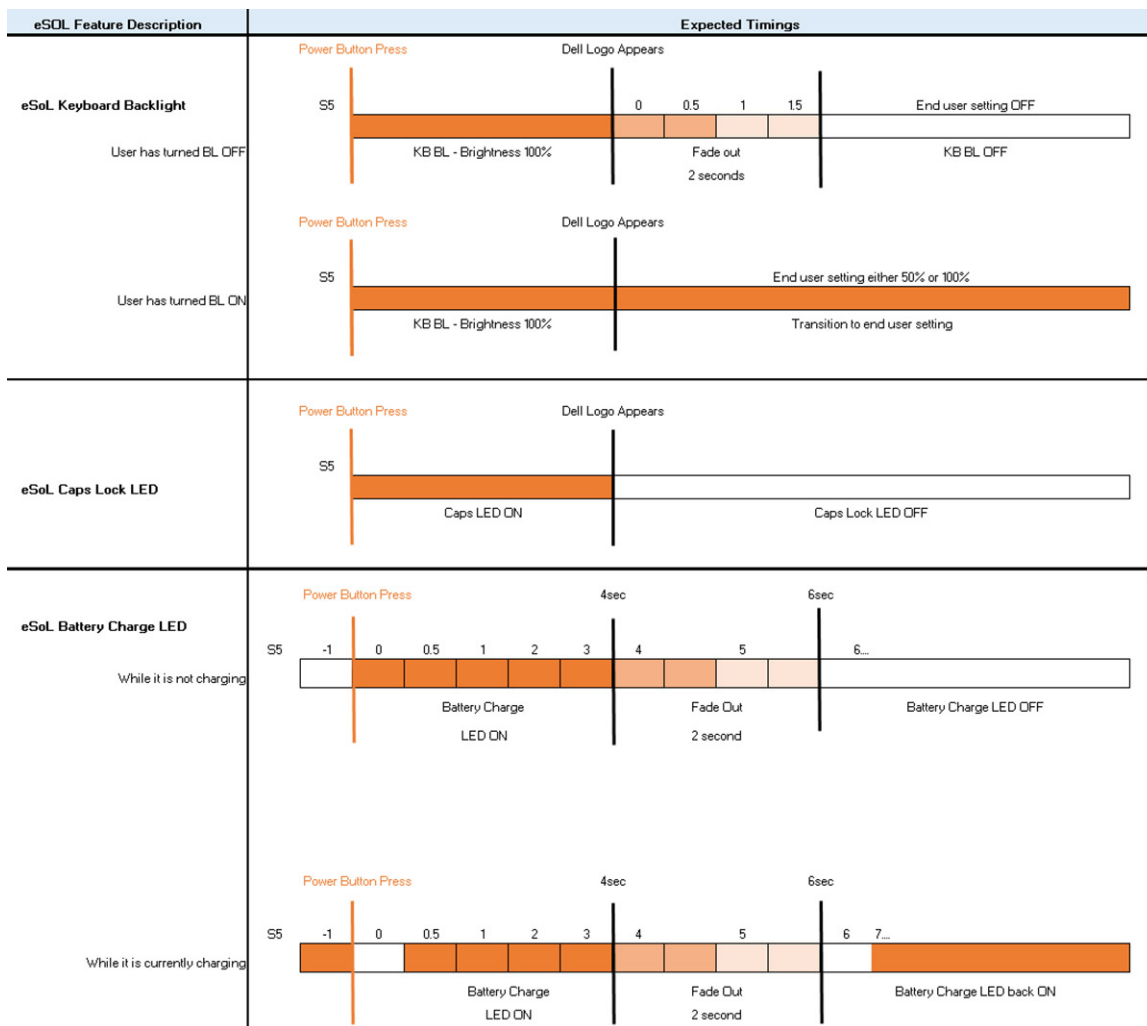 eSOL Feature Description Expected Timings
Power Button Press Dell Logo Appears
eSoL Keyboard Backlight S5 0 0.5 1 1.5 End user setting OFF
User has turned BL OFF KB BL - Brightness 100% Fade out KB BL OFF
2 seconds
Power Button Press Dell Logo Appears
S5 End user setting either 50% or 100%
User has turned BL ON
KB BL - Brightness 100% Transition to end user setting
Power Button Press Dell Logo Appears
S5
eSoL Caps Lock LED
Caps LED ON Caps Lock LED OFF
Power Button Press 4sec 6sec
eSoL Battery Charge LED
S5 -1 0 0.5 1 2 3 4 5 6....
While it is not charging
Battery Charge Fade Out Battery Charge LED OFF
LED ON 2 second
Power Button Press 4sec 6sec
S5 -1 0 0.5 1 2 3 4 5 6 7....
While it is currently charging
Battery Charge Fade Out Battery Charge LED back ON
LED ON 2 second